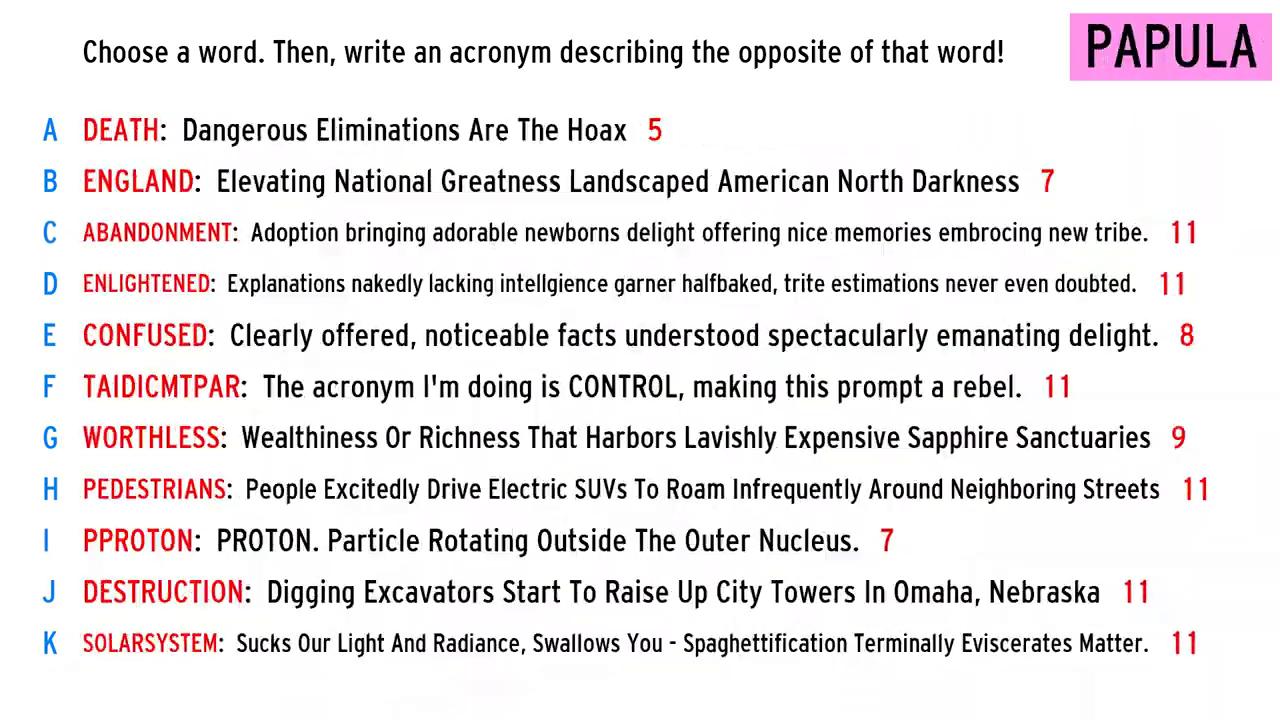 Choose a word. Then, write an acronym describing the opposite of that word!
PAPULA
A DEATH: Dangerous Eliminations Are The Hoax 5
B ENGLAND: Elevating National Greatness Landscaped American North Darkness 7
C ABANDONMENT: Adoption bringing adorable newborns delight offering nice memories embrocing new tribe. 11
D ENLIGHTENED: Explanations nakedly lacking intellgience garner halfbaked, trite estimations never even doubted. 11
E CONFUSED: Clearly offered, noticeable facts understood spectacularly emanating delight. 8
F TAIDICMTPAR: The acronym I'm doing is CONTROL, making this prompt a rebel. 11
G WORTHLESS: Wealthiness Or Richness That Harbors Lavishly Expensive Sapphire Sanctuaries 9
H PEDESTRIANS: People Excitedly Drive Electric SUVs To Roam Infrequently Around Neighboring Streets 11
I PPROTON: PROTON. Particle Rotating Outside The Outer Nucleus. 7
J DESTRUCTION: Digging Excavators Start To Raise Up City Towers In Omaha, Nebraska 11
K SOLARSYSTEM: Sucks Our Light And Radiance, Swallows You - Spaghettification Terminally Eviscerates Matter. 11